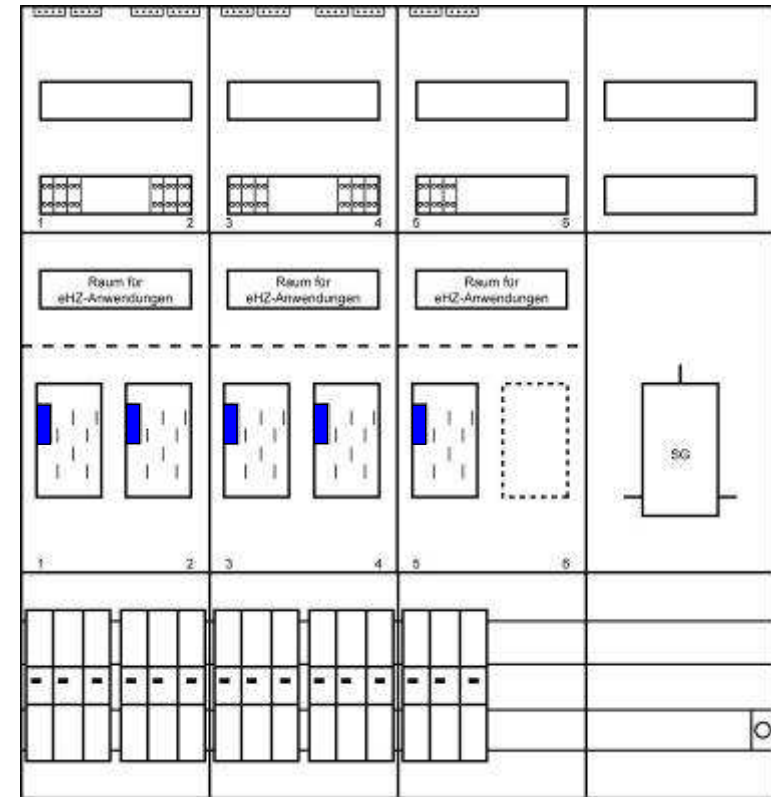 1 2 3 4 5 6
Raum für Raum für Raum für
eHZ-Anwendungen eHZ-Anwendungen eHZ-Anwendungen
SG
1 2 3 4 5 6